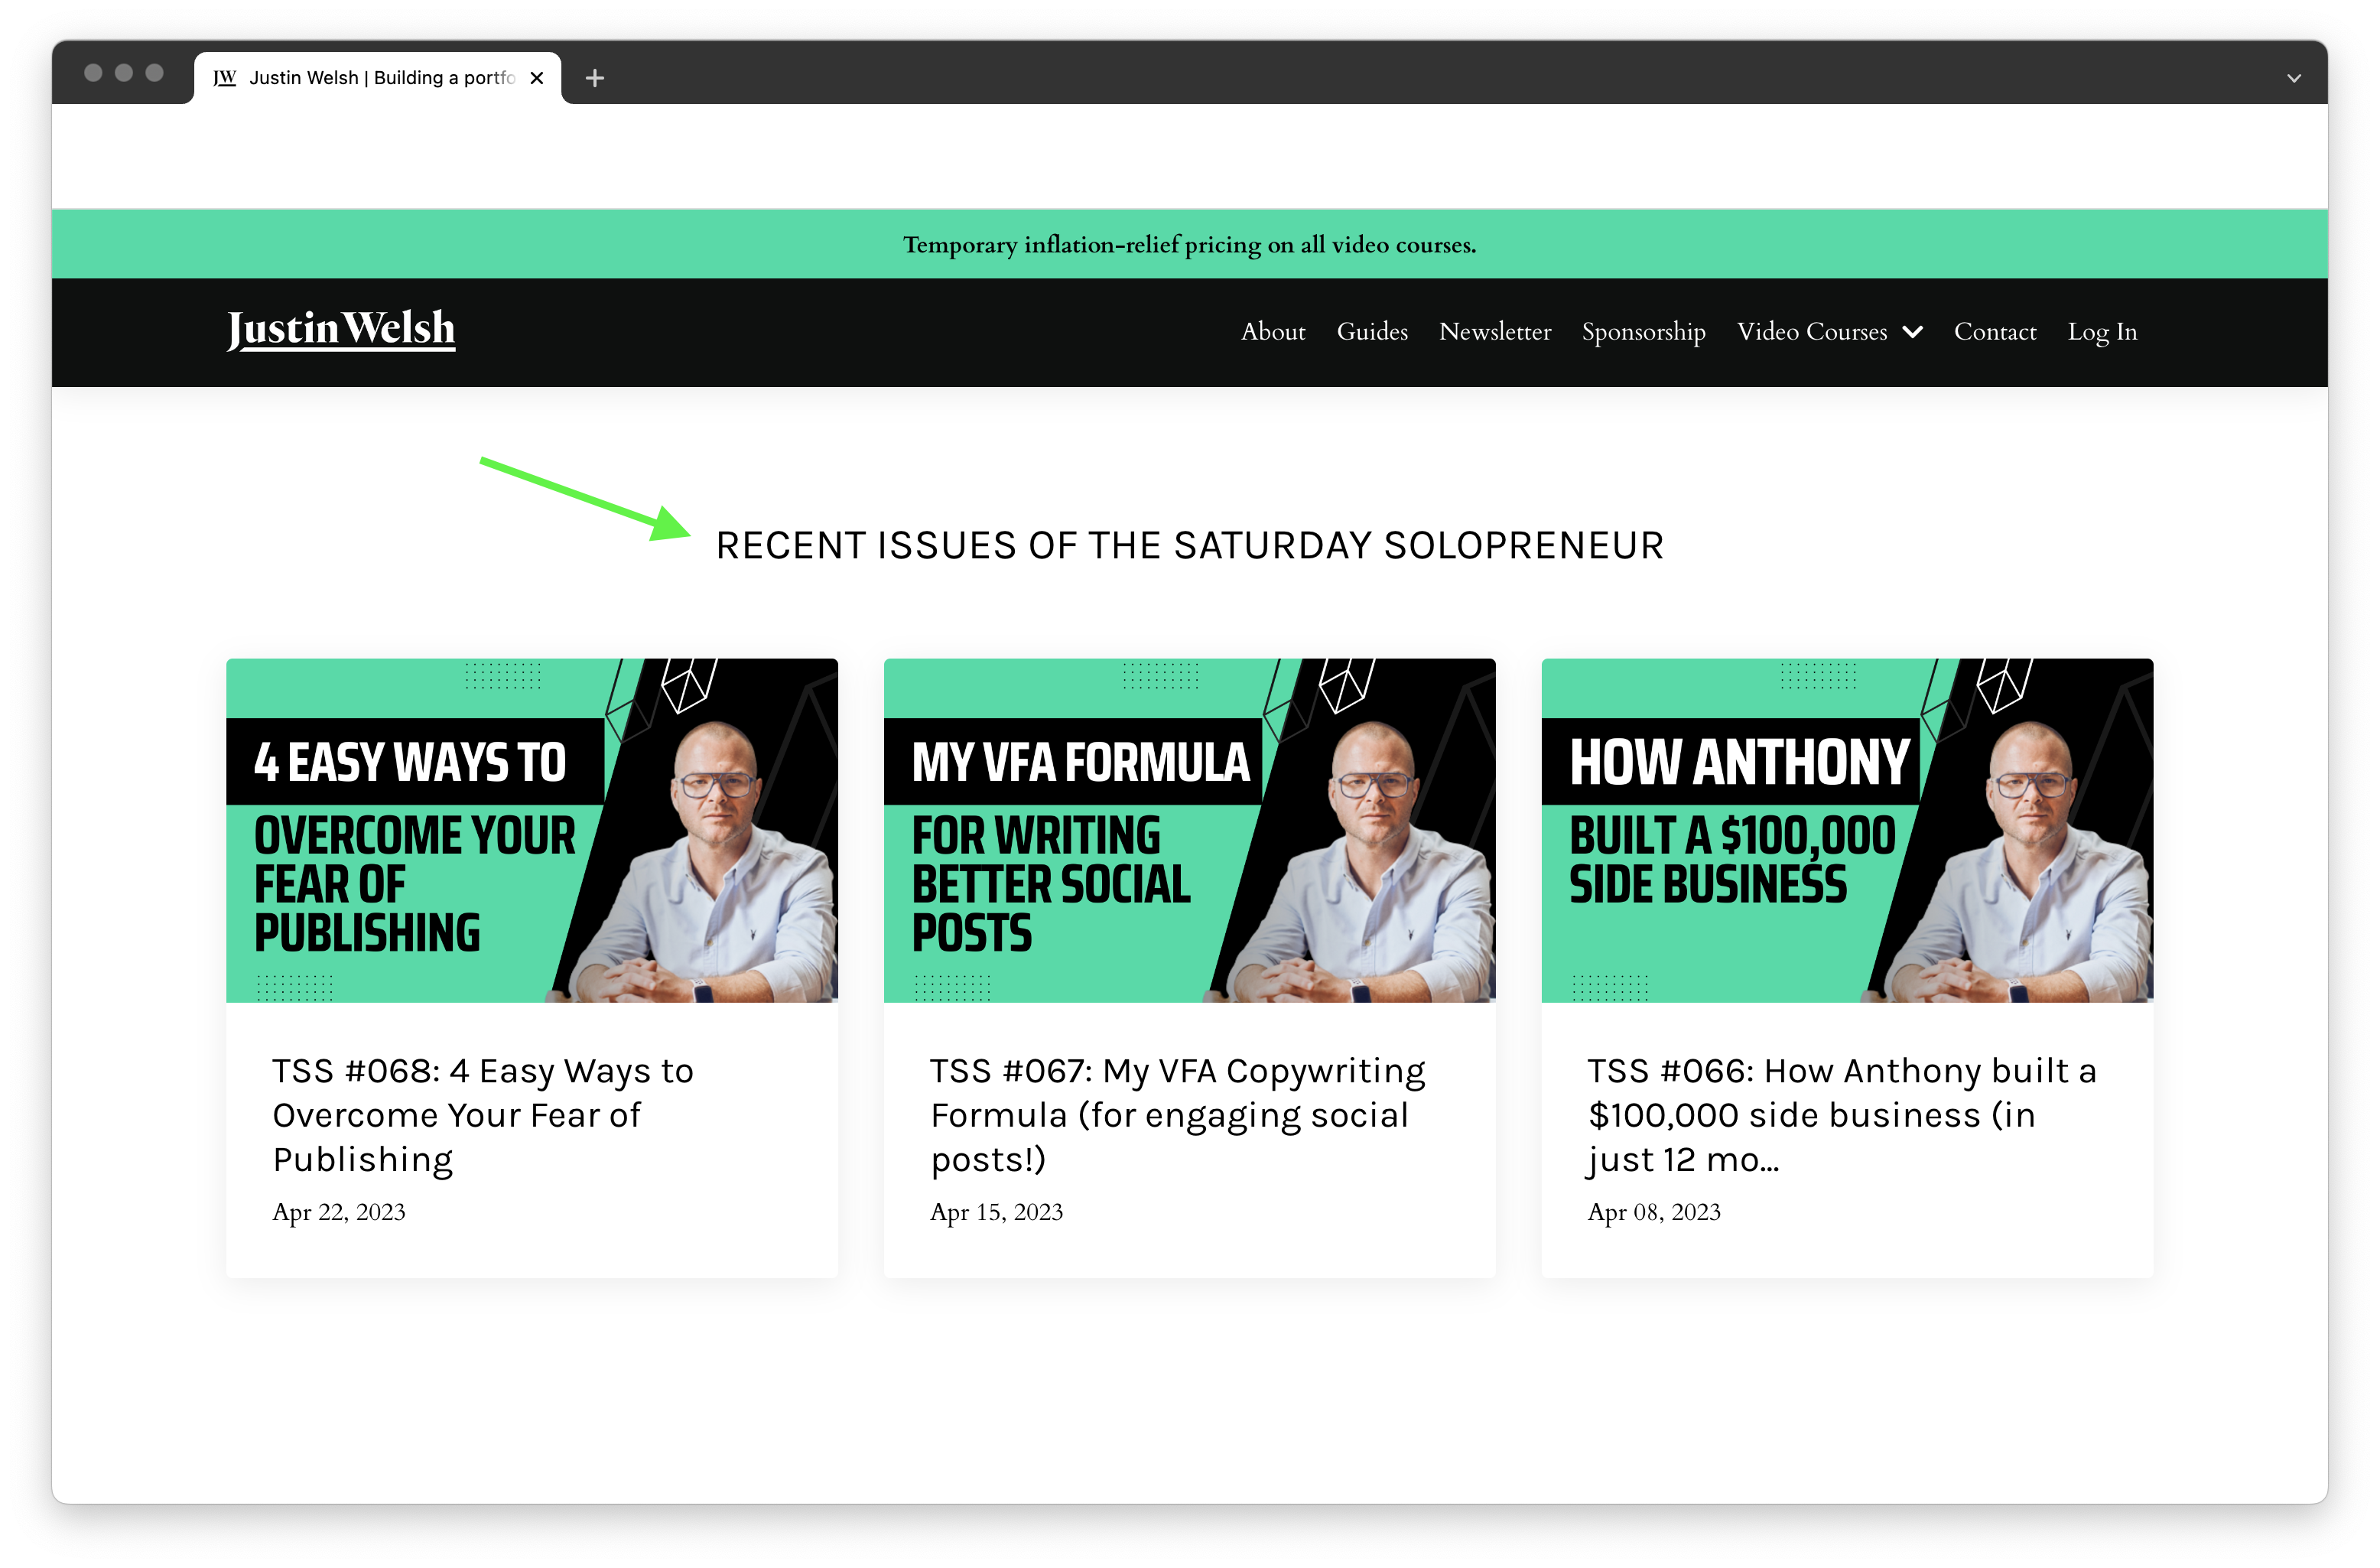 JW Justin Welsh | Building a portfo
Temporary inflation-relief pricing on all video courses.
Justin Welsh
About Guides Newsletter Sponsorship Video Courses Contact Log In
RECENT ISSUES OF THE SATURDAY SOLOPRENEUR
4 EASY WAYS TO
OVERCOME YOUR
FEAR OF
PUBLISHING
TSS #068: 4 Easy Ways to
Overcome Your Fear of
Publishing
Apr 22, 2023
MY VFA FORMULA
FOR WRITING
BETTER SOCIAL
POSTS
TSS #067: My VFA Copywriting
Formula (for engaging social
posts!)
Apr 15, 2023
HOW ANTHONY
BUILT A $100,000
SIDE BUSINESS
TSS #066: How Anthony built a
$100,000 side business (in
just 12 mo...
Apr 08, 2023